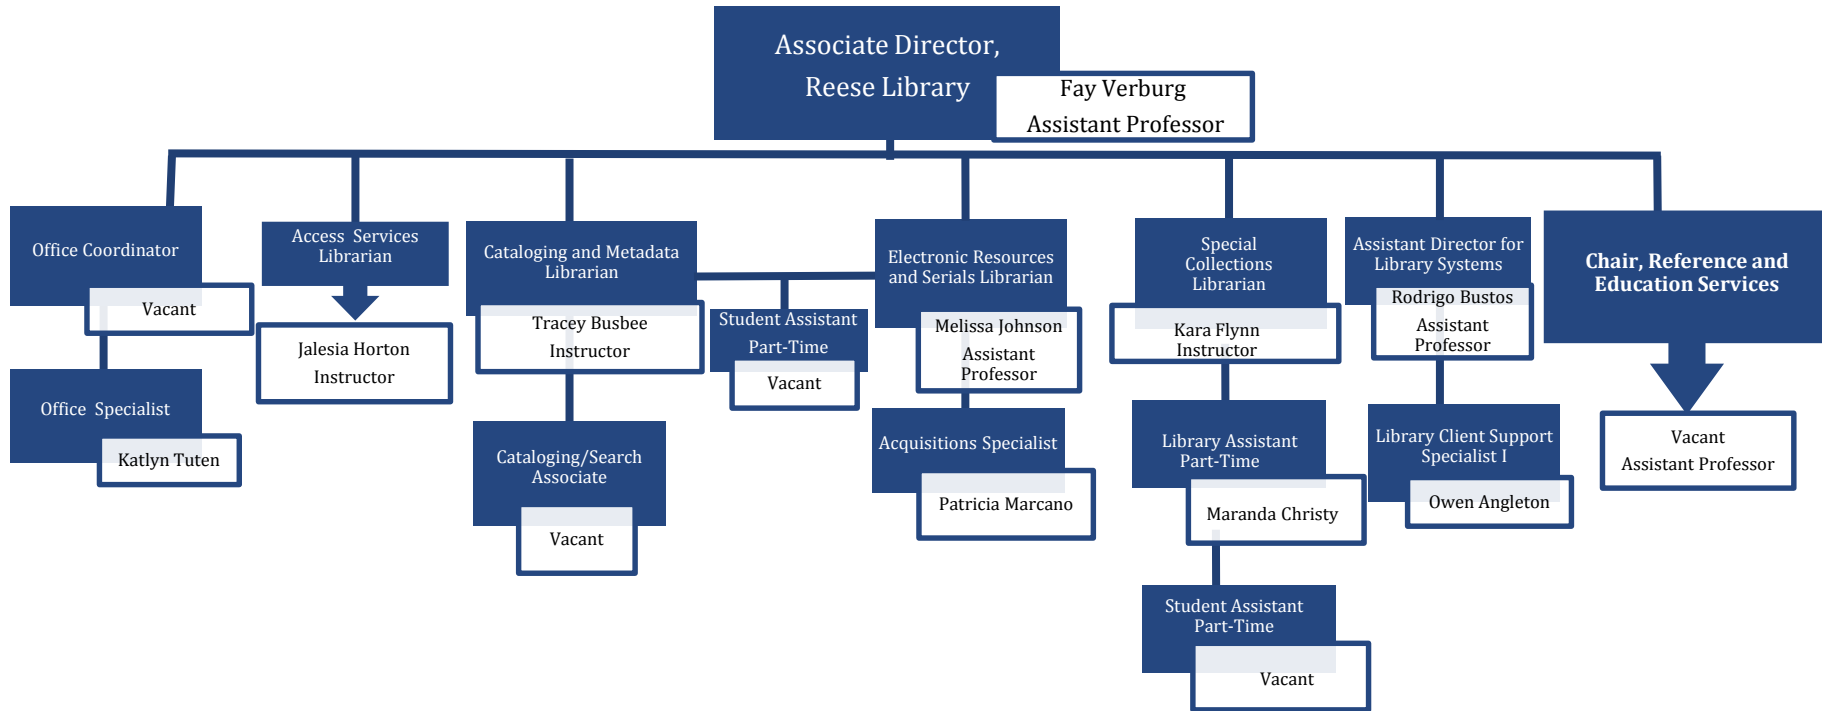 Associate Director,
Reese Library
Fay Verburg
Assistant Professor
Office Coordinator
Vacant
Office Specialist
Katlyn Tuten
Access Services
Librarian
Jalesia Horton
Instructor
Cataloging and Metadata
Librarian
Tracey Busbee
Instructor
Cataloging/Search
Associate
Vacant
Student Assistant
Part-Time
Vacant
Electronic Resources
and Serials Librarian
Melissa Johnson
Assistant
Professor
Acquisitions Specialist
Patricia Marcano
Special
Collections
Librarian
Kara Flynn
Instructor
Library Assistant
Part-Time
Maranda Christy
Student Assistant
Part-Time
Vacant
Assistant Director for
Library Systems
Rodrigo Bustos
Assistant
Professor
Library Client Support
Specialist I
Owen Angleton
Chair, Reference and
Education Services
Vacant
Assistant Professor